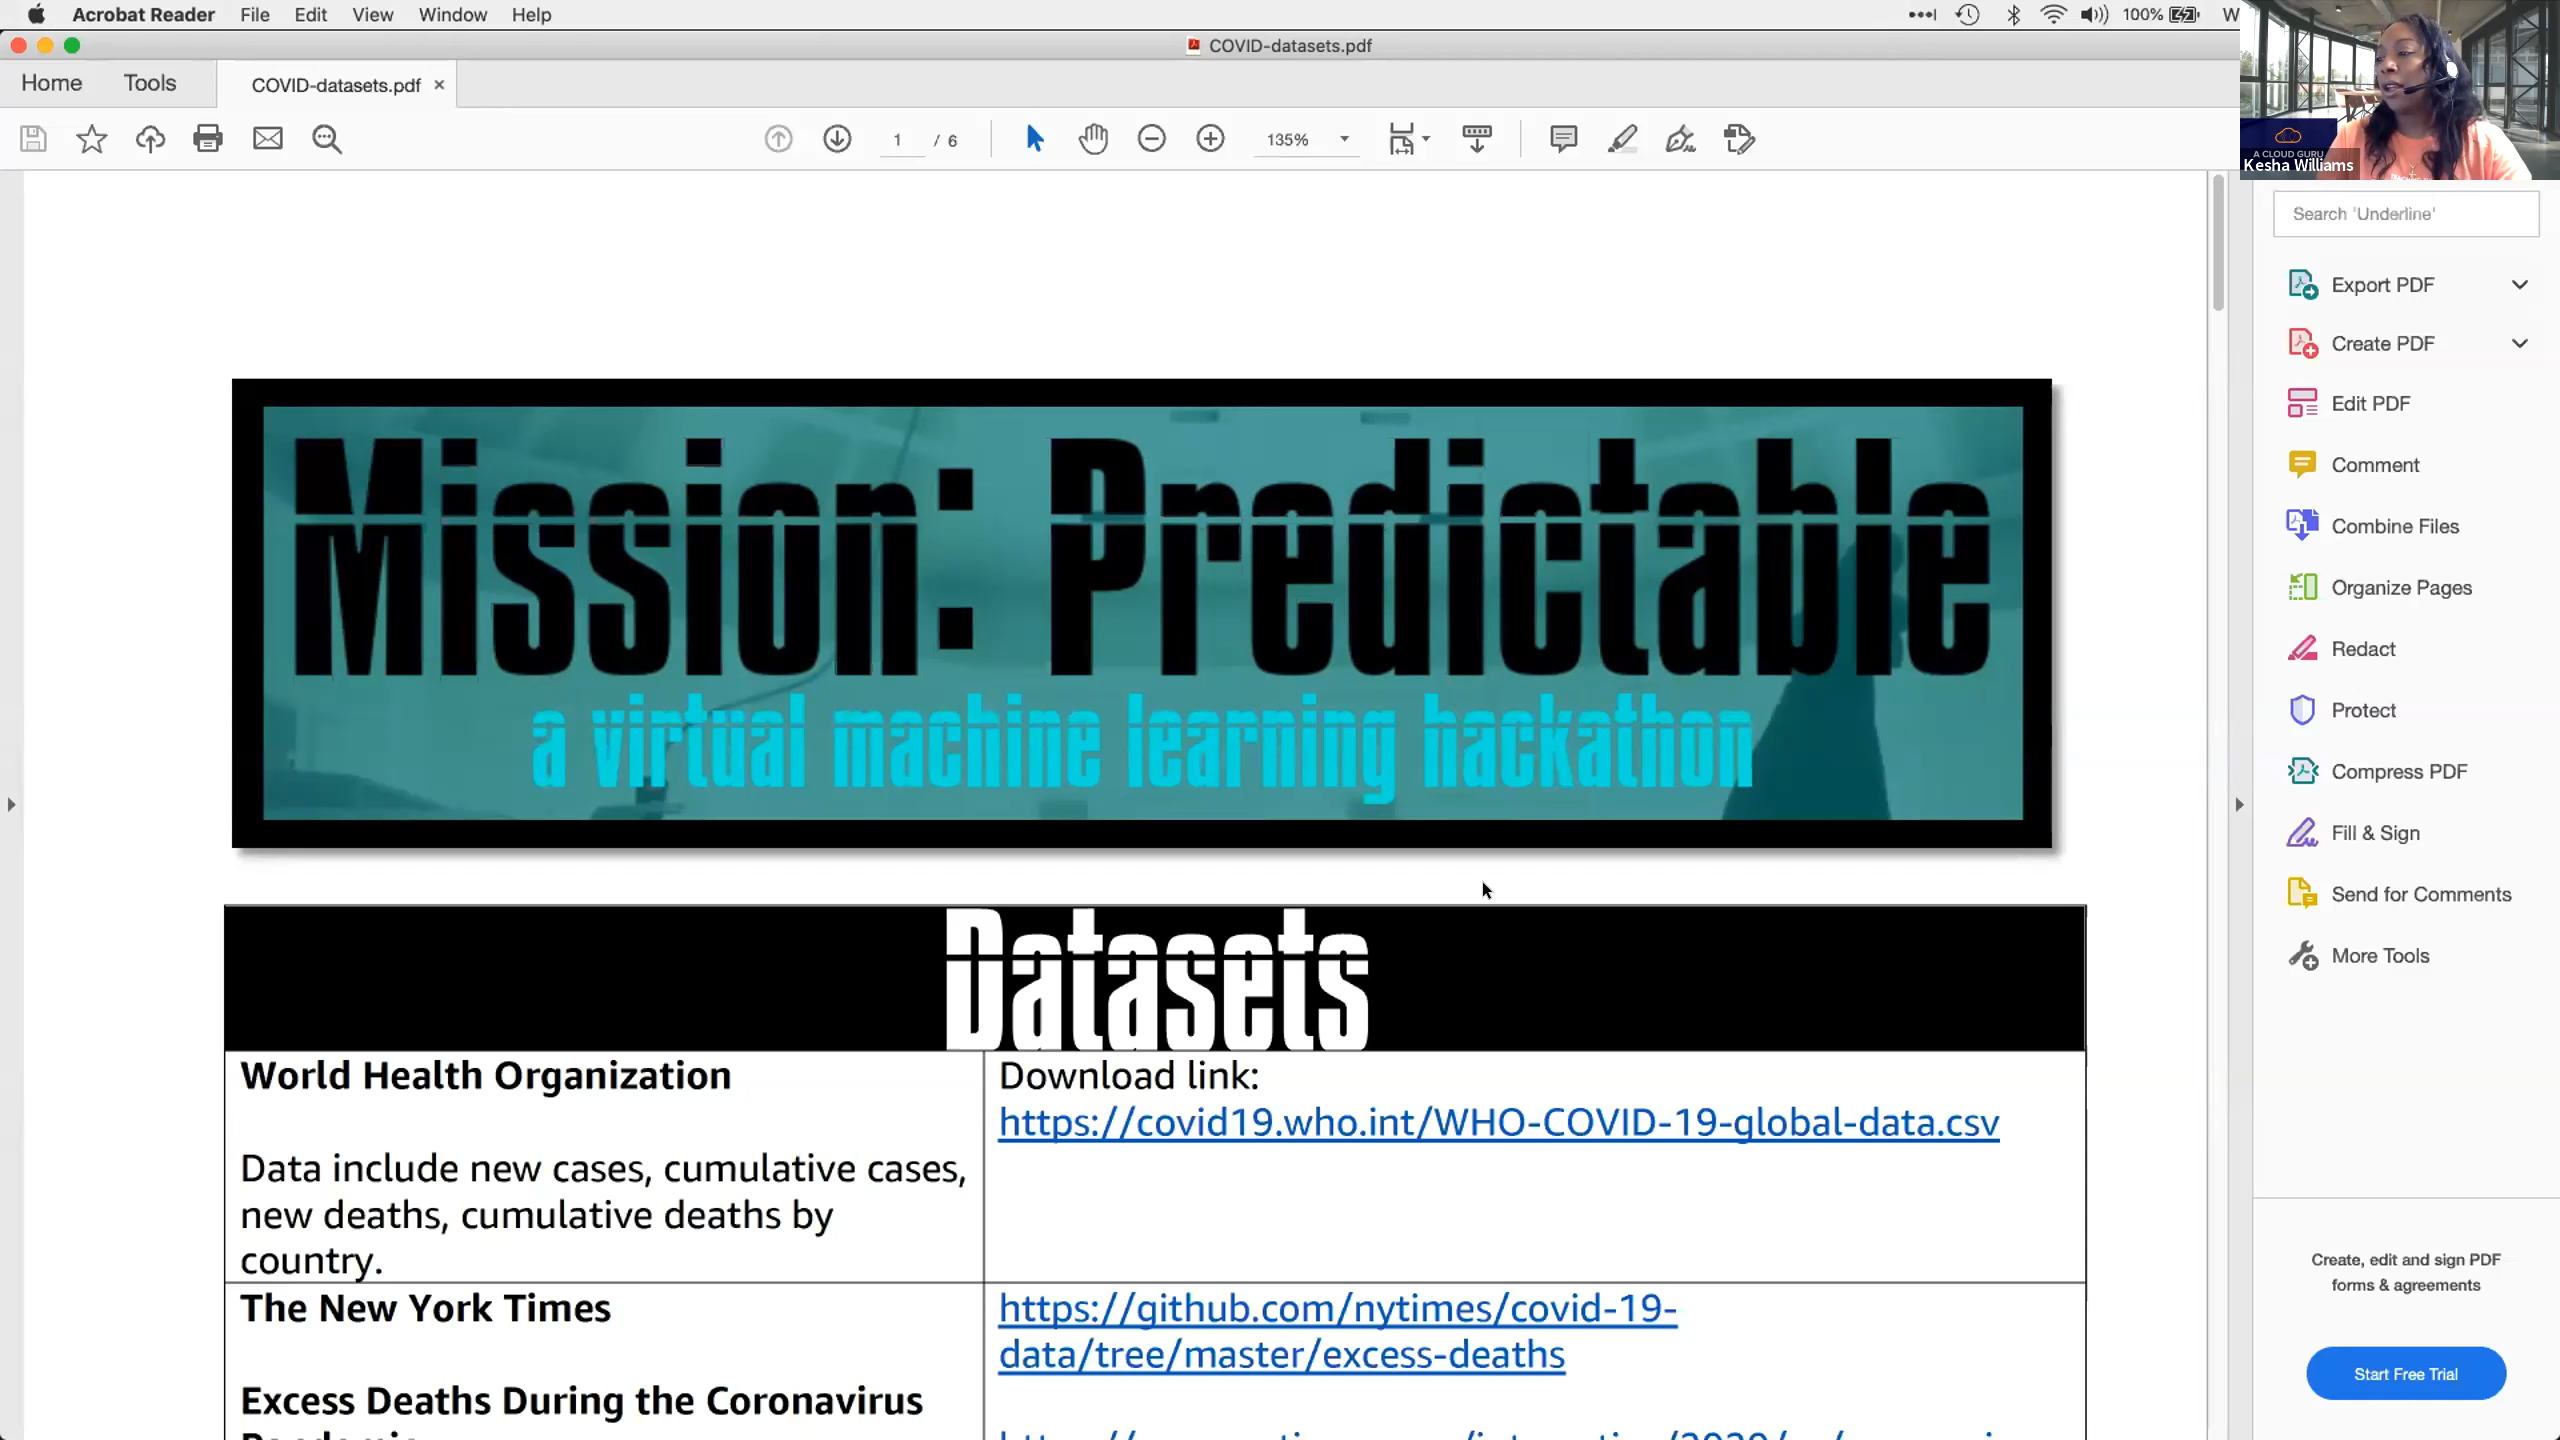 Acrobat Reader File Edit View Window Help 100% W
COVID-datasets.pdf
Home Tools COVID-datasets.pdf ×
1 / 6 135%
A CLOUD GURU
Kesha Williams
Search 'Underline'
Export PDF
Create PDF
Edit PDF
Comment
Combine Files
Organize Pages
Redact
Protect
Compress PDF
Fill & Sign
Send for Comments
More Tools
Create, edit and sign PDF
forms & agreements
Start Free Trial
Mission: Predictable
a virtual machine learning hackathon
Datasets
World Health Organization
Data include new cases, cumulative cases,
new deaths, cumulative deaths by
country.
Download link:
https://covid19.who.int/WHO-COVID-19-global-data.csv
The New York Times
Excess Deaths During the Coronavirus
https://github.com/nytimes/covid-19-
data/tree/master/excess-deaths